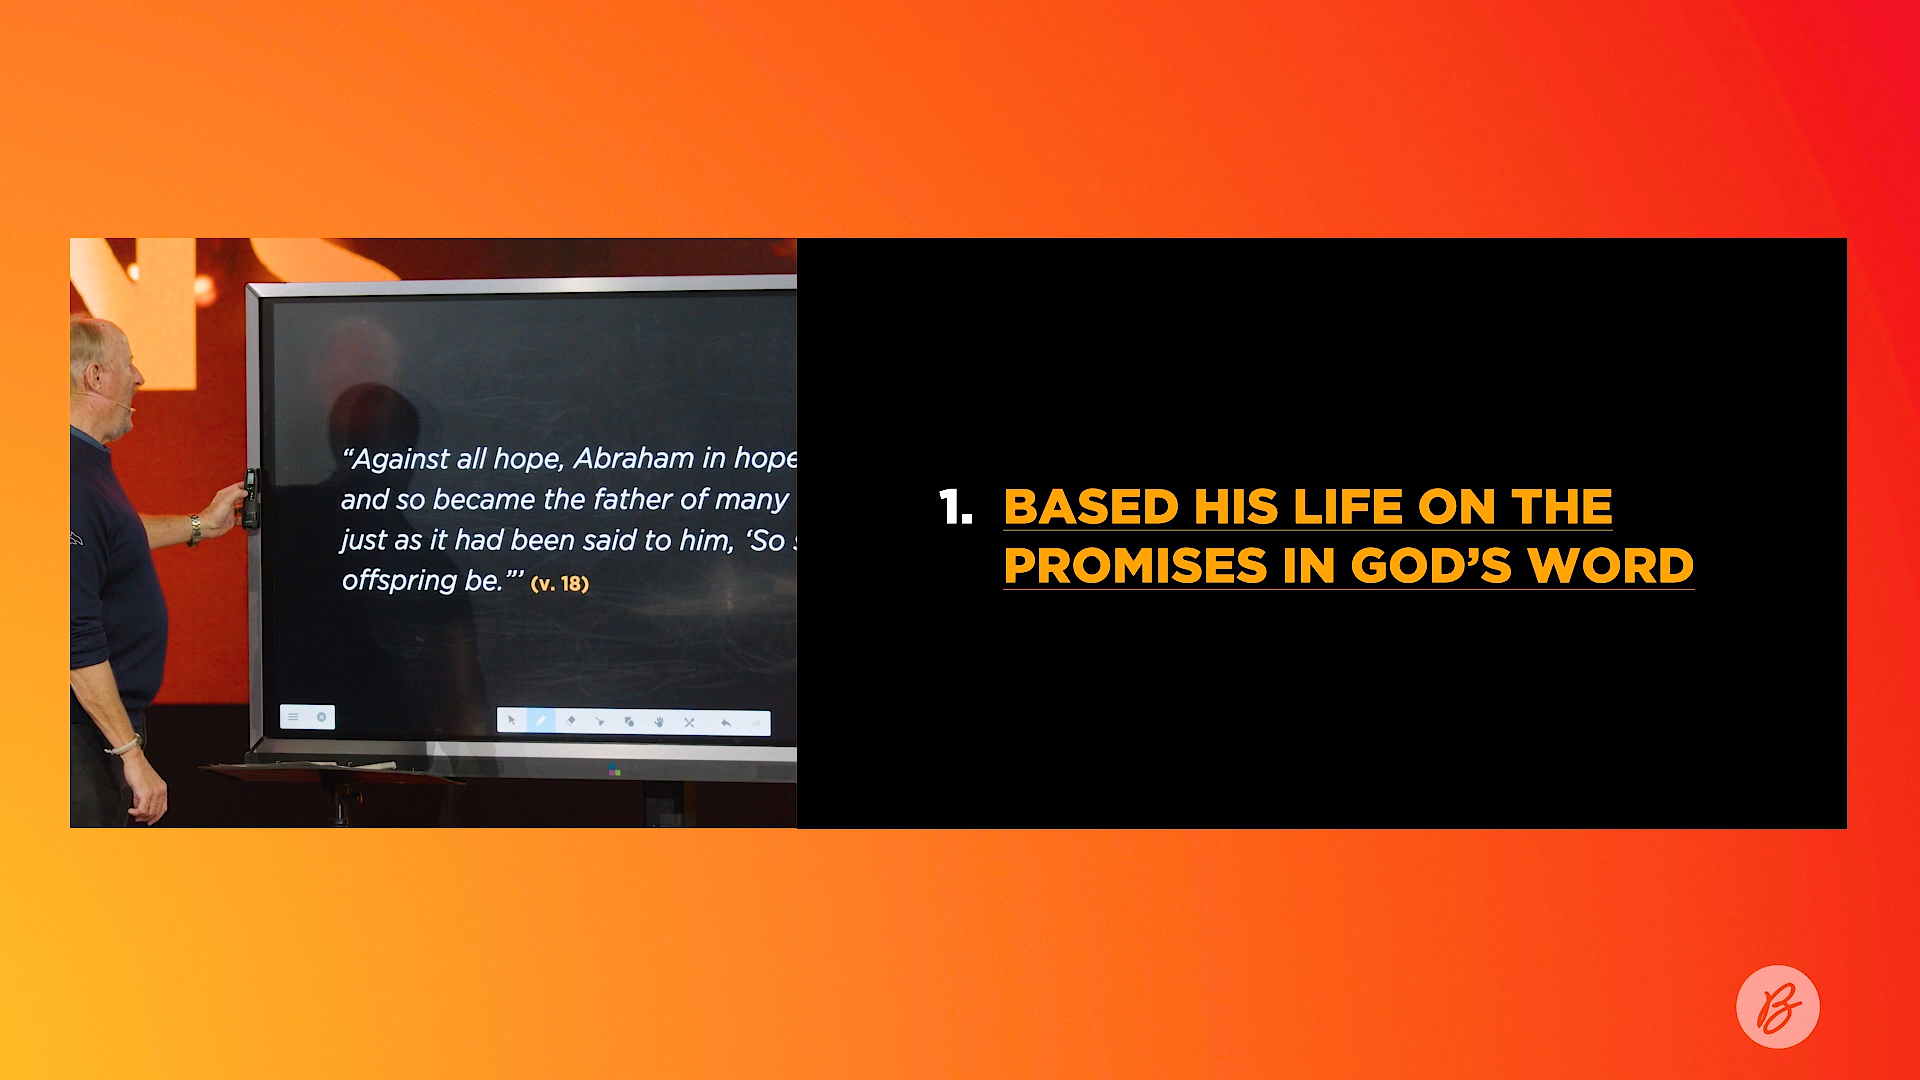 “Against all hope, Abraham in hope
and so became the father of many
just as it had been said to him, ‘So
offspring be.”’ (v. 18)
1. BASED HIS LIFE ON THE
PROMISES IN GOD’S WORD
B